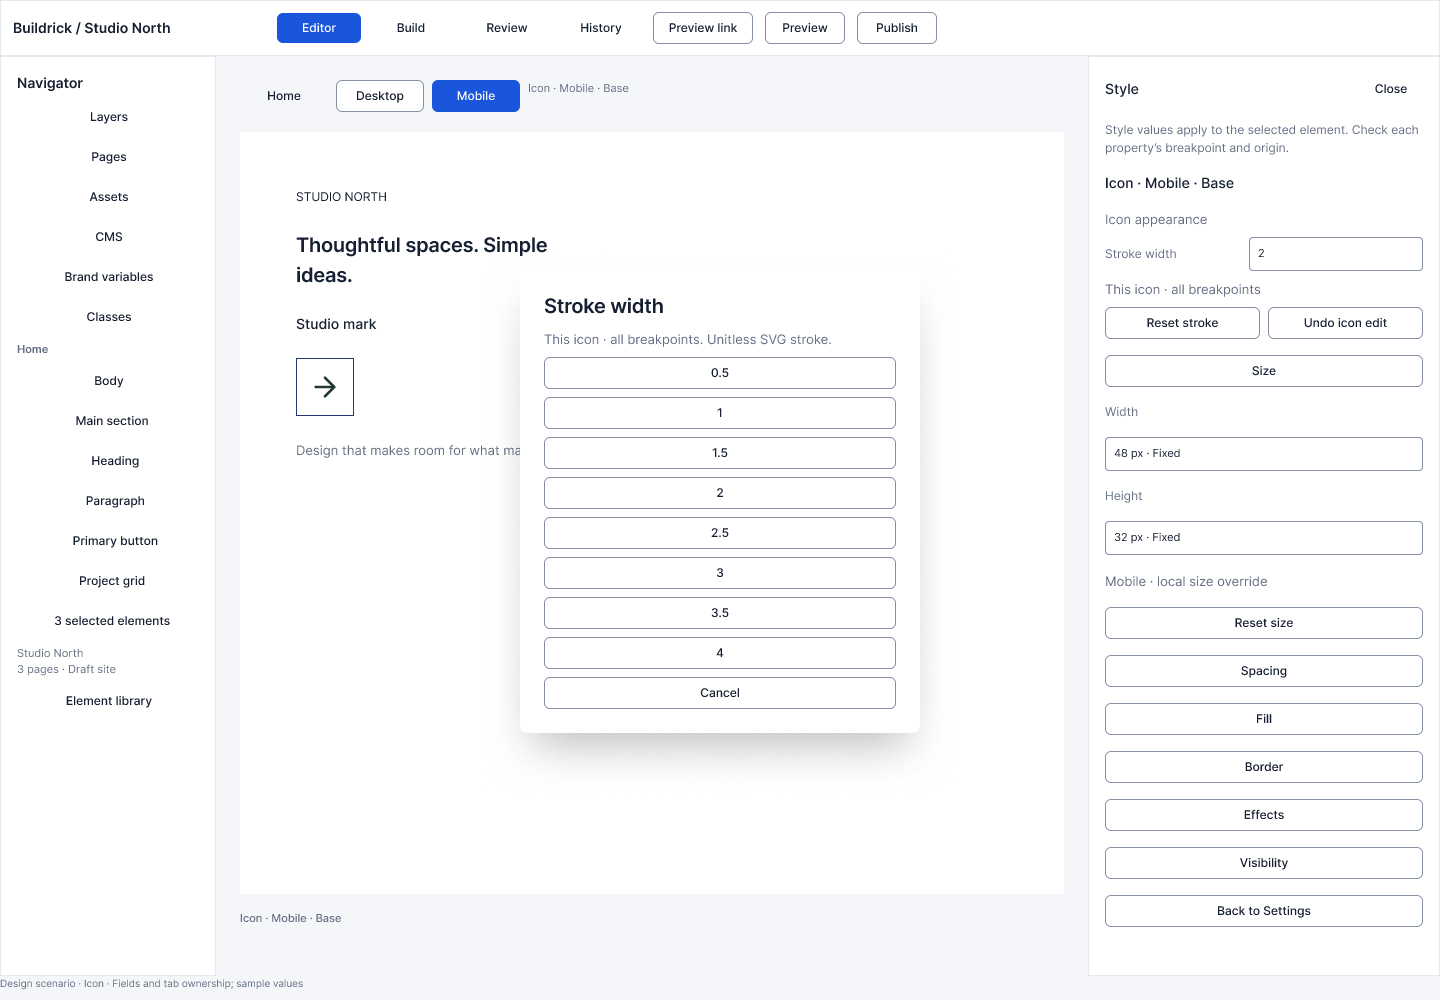 Buildrick / Studio North
Editor
Build
Review
History
Preview link
Preview
Publish
Navigator
Layers
Pages
Assets
CMS
Brand variables
Classes
Home
Body
Main section
Heading
Paragraph
Primary button
Project grid
3 selected elements
Studio North
3 pages · Draft site
Element library
Home
Desktop
Mobile
Icon · Mobile · Base
STUDIO NORTH
Thoughtful spaces. Simple
ideas.
Studio mark
Design that makes room for what ma
Stroke width
This icon · all breakpoints. Unitless SVG stroke.
0.5
1
1.5
2
2.5
3
3.5
4
Cancel
Icon · Mobile · Base
Style
Close
Style values apply to the selected element. Check each
property’s breakpoint and origin.
Icon · Mobile · Base
Icon appearance
Stroke width
2
This icon · all breakpoints
Reset stroke
Undo icon edit
Size
Width
48 px · Fixed
Height
32 px · Fixed
Mobile · local size override
Reset size
Spacing
Fill
Border
Effects
Visibility
Back to Settings
Design scenario · Icon · Fields and tab ownership; sample values